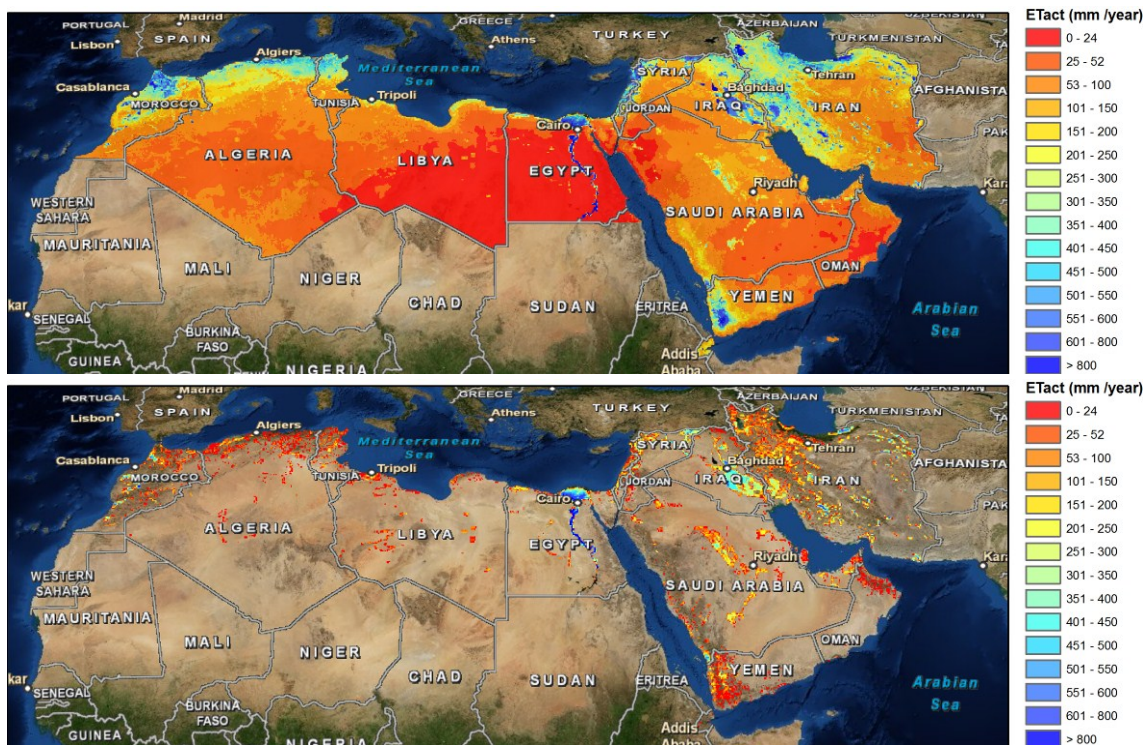 ETact (mm /year)
0 - 24
25 - 52
53 - 100
101 - 150
151 - 200
201 - 250
251 - 300
301 - 350
351 - 400
401 - 450
451 - 500
501 - 550
551 - 600
601 - 800
> 800
PORTUGAL
Madrid
Lisbon
SPAIN
GREECE
Athens
TURKEY
AZERBAIJAN
TURKMENISTAN
Algiers
Mediterranean
Sea
Casablanca
MOROCCO
TUNISIA
Tripoli
SYRIA
Baghdad
Tehran
IRAQ
IRAN
AFGHANISTA
JORDAN
PAK
Cairo
ALGERIA
LIBYA
EGYPT
Riyadh
Kara
SAUDI ARABIA
WESTERN
SAHARA
MAURITANIA
MALI
NIGER
CHAD
SUDAN
ERITREA
YEMEN
OMAN
Arabian
Sea
kar
SENEGAL
BURKINA
FASO
GUINEA
NIGERIA
Addis
Ababa
ETact (mm /year)
0 - 24
25 - 52
53 - 100
101 - 150
151 - 200
201 - 250
251 - 300
301 - 350
351 - 400
401 - 450
451 - 500
501 - 550
551 - 600
601 - 800
> 800
PORTUGAL
Madrid
Lisbon
SPAIN
GREECE
Athens
TURKEY
AZERBAIJAN
TURKMENISTAN
Algiers
Mediterranean
Sea
Casablanca
MOROCCO
TUNISIA
Tripoli
SYRIA
Baghdad
Tehran
IRAQ
IRAN
AFGHANISTA
JORDAN
PAK
Cairo
ALGERIA
LIBYA
EGYPT
Riyadh
Kara
SAUDI ARABIA
WESTERN
SAHARA
MAURITANIA
MALI
NIGER
CHAD
SUDAN
ERITREA
YEMEN
OMAN
Arabian
Sea
kar
SENEGAL
BURKINA
FASO
GUINEA
NIGERIA
Addis
Ababa